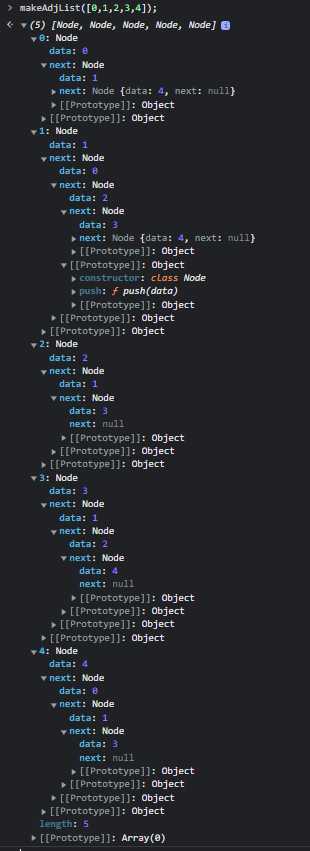 > makeAdjList([0,1,2,3,4]);
(5) [Node, Node, Node, Node, Node] i
0: Node
data: 0
next: Node
data: 1
next: Node {data: 4, next: null}
[[Prototype]]: Object
[[Prototype]]: Object
1: Node
data: 1
next: Node
data: 0
next: Node
data: 2
next: Node
data: 3
next: Node {data: 4, next: null}
[[Prototype]]: Object
[[Prototype]]: Object
constructor: class Node
push: ƒ push(data)
[[Prototype]]: Object
[[Prototype]]: Object
[[Prototype]]: Object
2: Node
data: 2
next: Node
data: 1
next: Node
data: 3
next: null
[[Prototype]]: Object
[[Prototype]]: Object
[[Prototype]]: Object
3: Node
data: 3
next: Node
data: 1
next: Node
data: 2
next: Node
data: 4
next: null
[[Prototype]]: Object
[[Prototype]]: Object
[[Prototype]]: Object
[[Prototype]]: Object
4: Node
data: 4
next: Node
data: 0
next: Node
data: 1
next: Node
data: 3
next: null
[[Prototype]]: Object
[[Prototype]]: Object
[[Prototype]]: Object
[[Prototype]]: Object
length: 5
[[Prototype]]: Array(0)